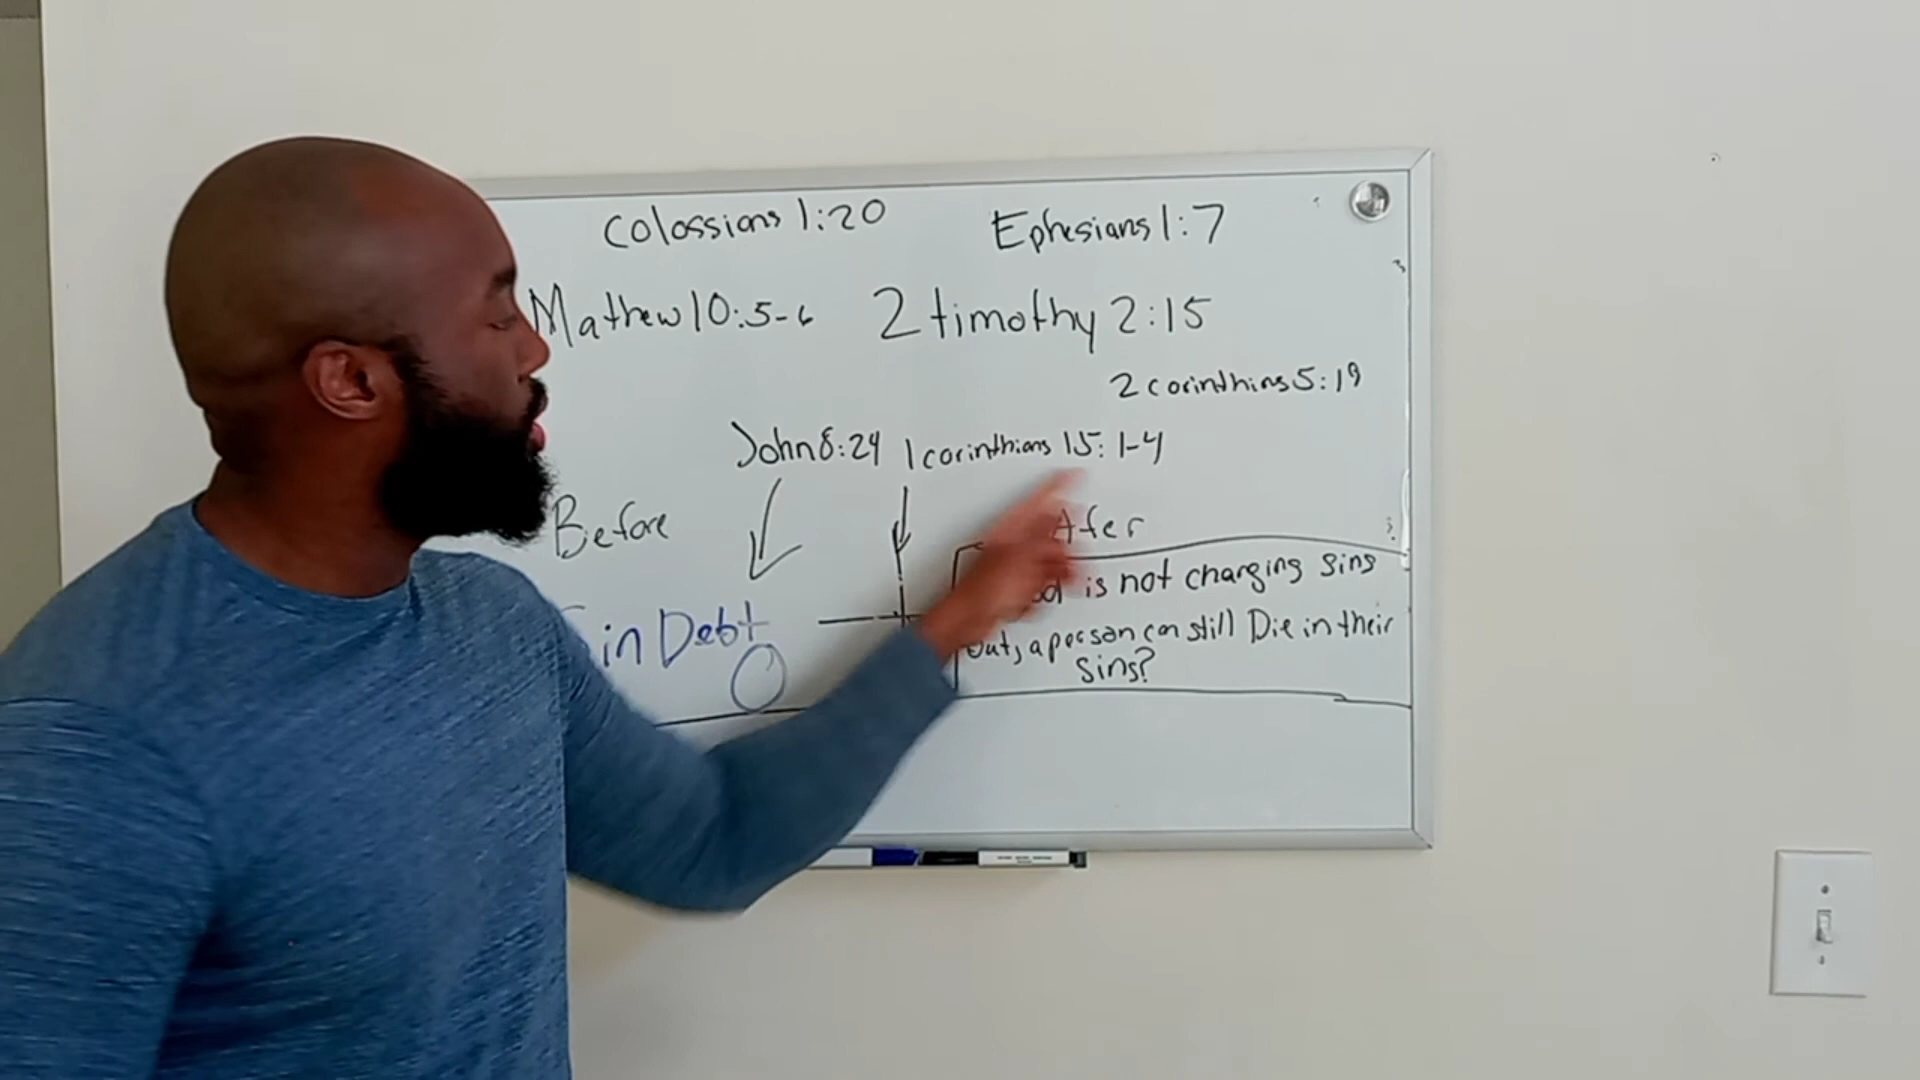 Colossians 1:20 Ephesians 1:7
Mathew 10:5-6 2 timothy 2:15
2 corinthins 5:19
John 8:24 1 corinthians 15:1-4
Before Afer
in Debt
is not charging sins
but, a person can still Die in their
sins?